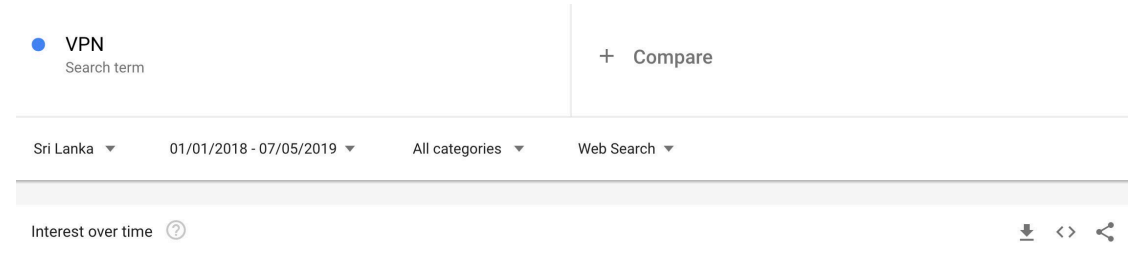 VPN
Search term
+ Compare
Sri Lanka 01/01/2018 - 07/05/2019 All categories Web Search
Interest over time ?